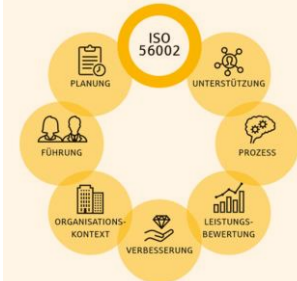 ISO
56002
PLANUNG
UNTERSTÜTZUNG
FÜHRUNG
PROZESS
ORGANISATIONS-
KONTEXT
LEISTUNGS-
BEWERTUNG
VERBESSERUNG